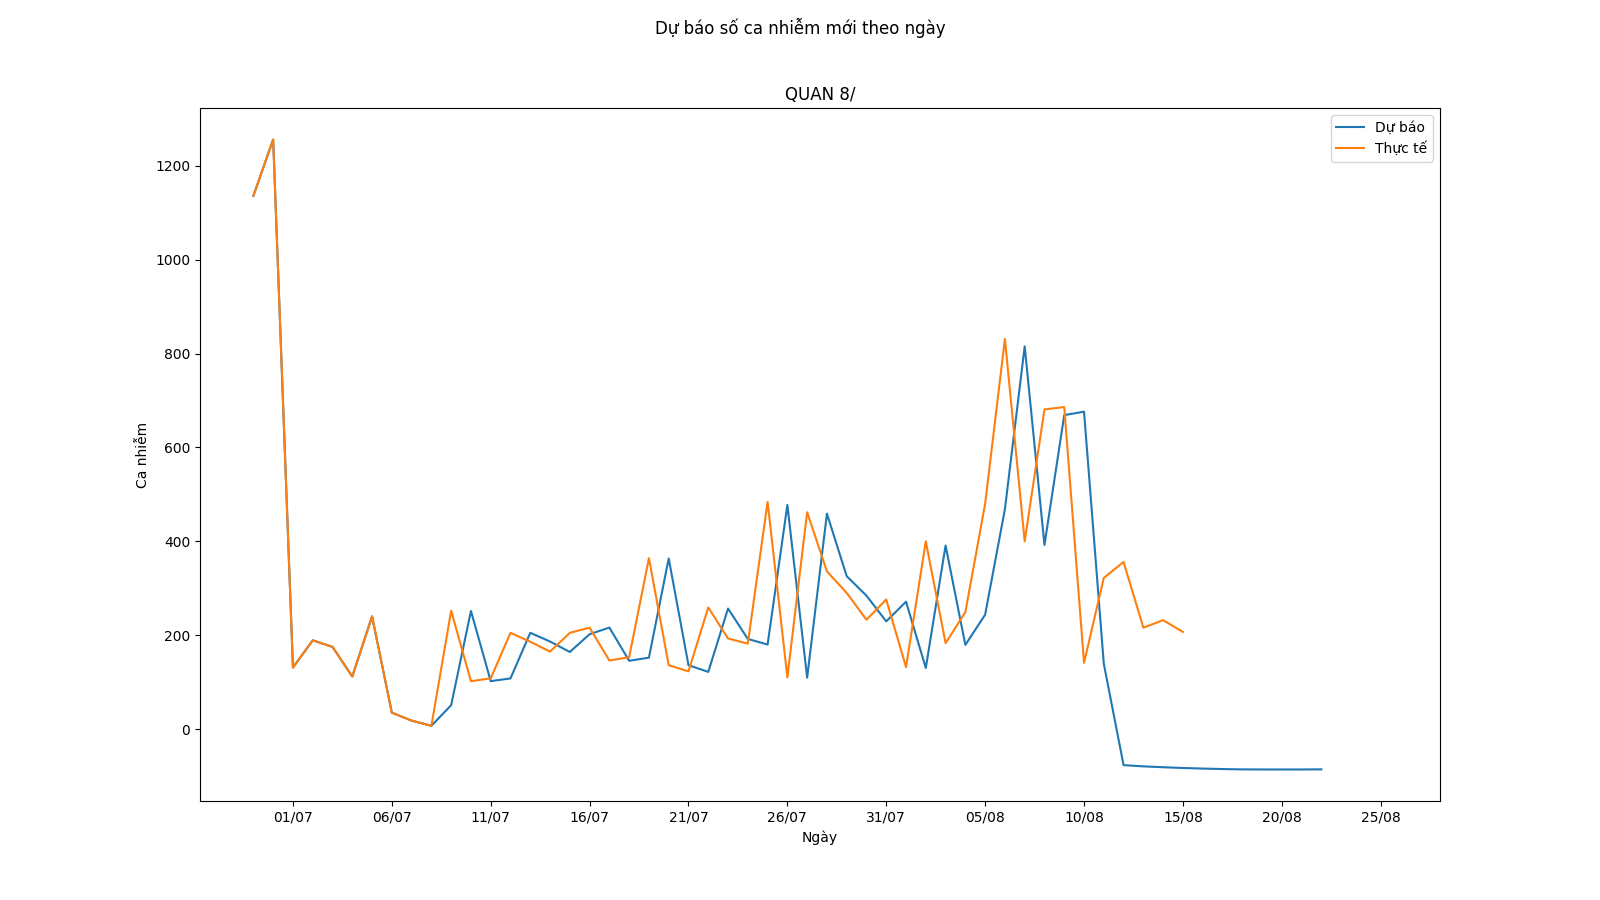 Dự báo số ca nhiễm mới theo ngày
QUAN 8/
Dự báo
Thực tế
1200
1000
800
600
400
200
0
Ca nhiễm
01/07 06/07 11/07 16/07 21/07 26/07 31/07 05/08 10/08 15/08 20/08 25/08
Ngày